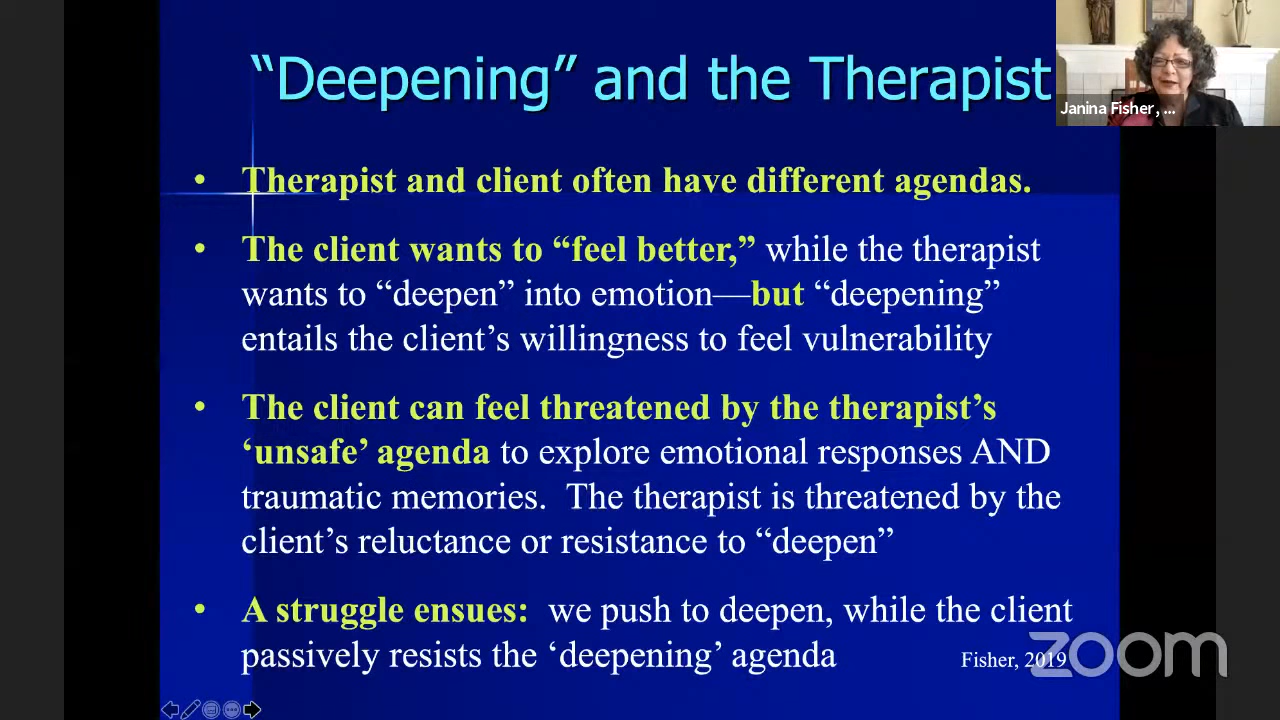 “Deepening” and the Therapist
Janina Fisher, ...
• Therapist and client often have different agendas.
• The client wants to “feel better,” while the therapist
wants to “deepen” into emotion—but “deepening”
entails the client’s willingness to feel vulnerability
• The client can feel threatened by the therapist’s
‘unsafe’ agenda to explore emotional responses AND
traumatic memories.  The therapist is threatened by the
client’s reluctance or resistance to “deepen”
• A struggle ensues:  we push to deepen, while the client
passively resists the ‘deepening’ agenda
Fisher, 2019
zoom